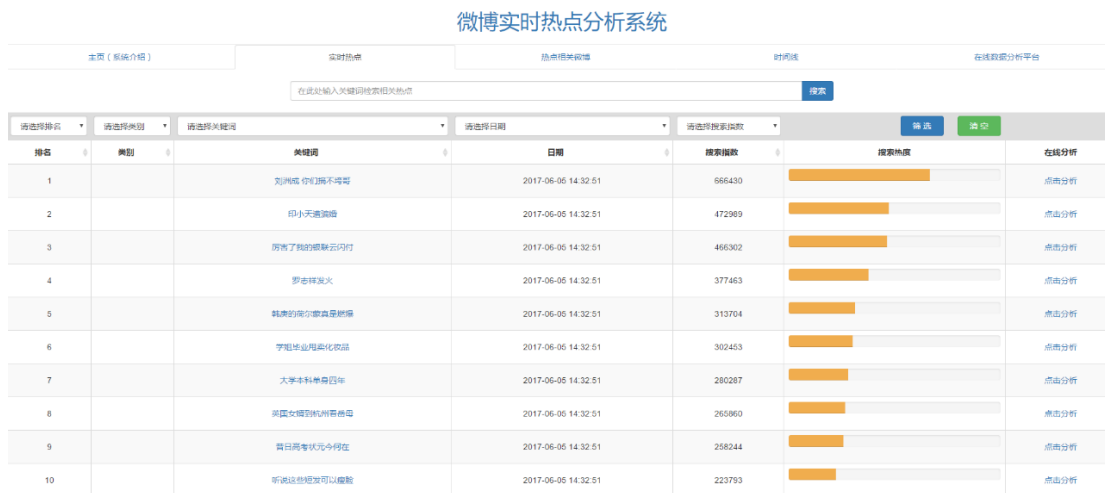 微博实时热点分析系统
主页（系统介绍） 实时热点 热点相关微博 时间线 在线数据分析平台
在此处输入关键词检索相关热点 搜索
请选择排名 请选择类别 请选择关键词 请选择日期 请选择搜索指数 筛选 清空
排名 类别 关键词 日期 搜索指数 搜索热度 在线分析
1 刘洲成 你们搞不垮哥 2017-06-05 14:32:51 666430 点击分析
2 印小天遭骗婚 2017-06-05 14:32:51 472989 点击分析
3 厉害了我的银联云闪付 2017-06-05 14:32:51 466302 点击分析
4 罗志祥发火 2017-06-05 14:32:51 377463 点击分析
5 韩庚的荷尔蒙真是燃爆 2017-06-05 14:32:51 313704 点击分析
6 学姐毕业甩卖化妆品 2017-06-05 14:32:51 302453 点击分析
7 大学本科单身四年 2017-06-05 14:32:51 280287 点击分析
8 英国女婿到杭州看岳母 2017-06-05 14:32:51 265860 点击分析
9 昔日高考状元今何在 2017-06-05 14:32:51 258244 点击分析
10 听说这些短发可以瘦脸 2017-06-05 14:32:51 223793 点击分析